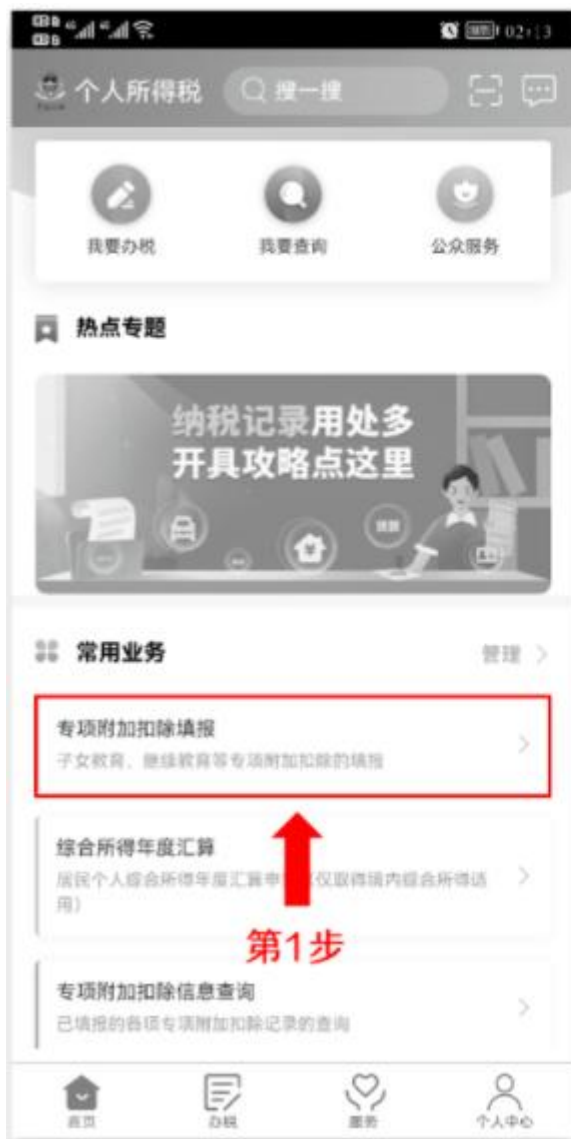 02:13
个人所得税
搜一搜
我要办税
我要查询
公众服务
热点专题
纳税记录用处多
开具攻略点这里
常用业务
管理
专项附加扣除填报
子女教育、继续教育等专项附加扣除的填报
综合所得年度汇算
居民个人综合所得年度汇算申 (仅取得境内综合所得适
用)
第1步
专项附加扣除信息查询
已填报的各项专项附加扣除记录的查询
首页
办税
服务
个人中心